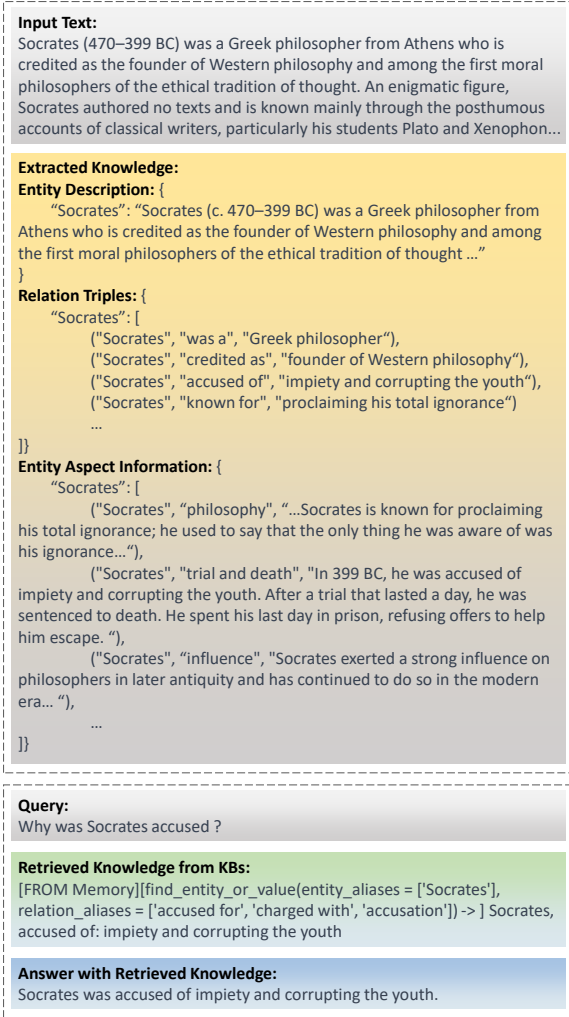 Input Text:
Socrates (470–399 BC) was a Greek philosopher from Athens who is
credited as the founder of Western philosophy and among the first moral
philosophers of the ethical tradition of thought. An enigmatic figure,
Socrates authored no texts and is known mainly through the posthumous
accounts of classical writers, particularly his students Plato and Xenophon...
Extracted Knowledge:
Entity Description: {
“Socrates”: “Socrates (c. 470–399 BC) was a Greek philosopher from
Athens who is credited as the founder of Western philosophy and among
the first moral philosophers of the ethical tradition of thought …”
}
Relation Triples: {
“Socrates”: [
("Socrates", "was a", "Greek philosopher“),
("Socrates", "credited as", "founder of Western philosophy“),
("Socrates", "accused of", "impiety and corrupting the youth“),
("Socrates", "known for", "proclaiming his total ignorance“)
…
]}
Entity Aspect Information: {
“Socrates”: [
("Socrates", “philosophy”, “…Socrates is known for proclaiming
his total ignorance; he used to say that the only thing he was aware of was
his ignorance…“),
("Socrates", "trial and death", "In 399 BC, he was accused of
impiety and corrupting the youth. After a trial that lasted a day, he was
sentenced to death. He spent his last day in prison, refusing offers to help
him escape. “),
("Socrates", “influence”, "Socrates exerted a strong influence on
philosophers in later antiquity and has continued to do so in the modern
era… “),
…
]}
Query:
Why was Socrates accused ?
Retrieved Knowledge from KBs:
[FROM Memory][find_entity_or_value(entity_aliases = ['Socrates'],
relation_aliases = ['accused for', 'charged with', 'accusation']) -> ] Socrates,
accused of: impiety and corrupting the youth
Answer with Retrieved Knowledge:
Socrates was accused of impiety and corrupting the youth.